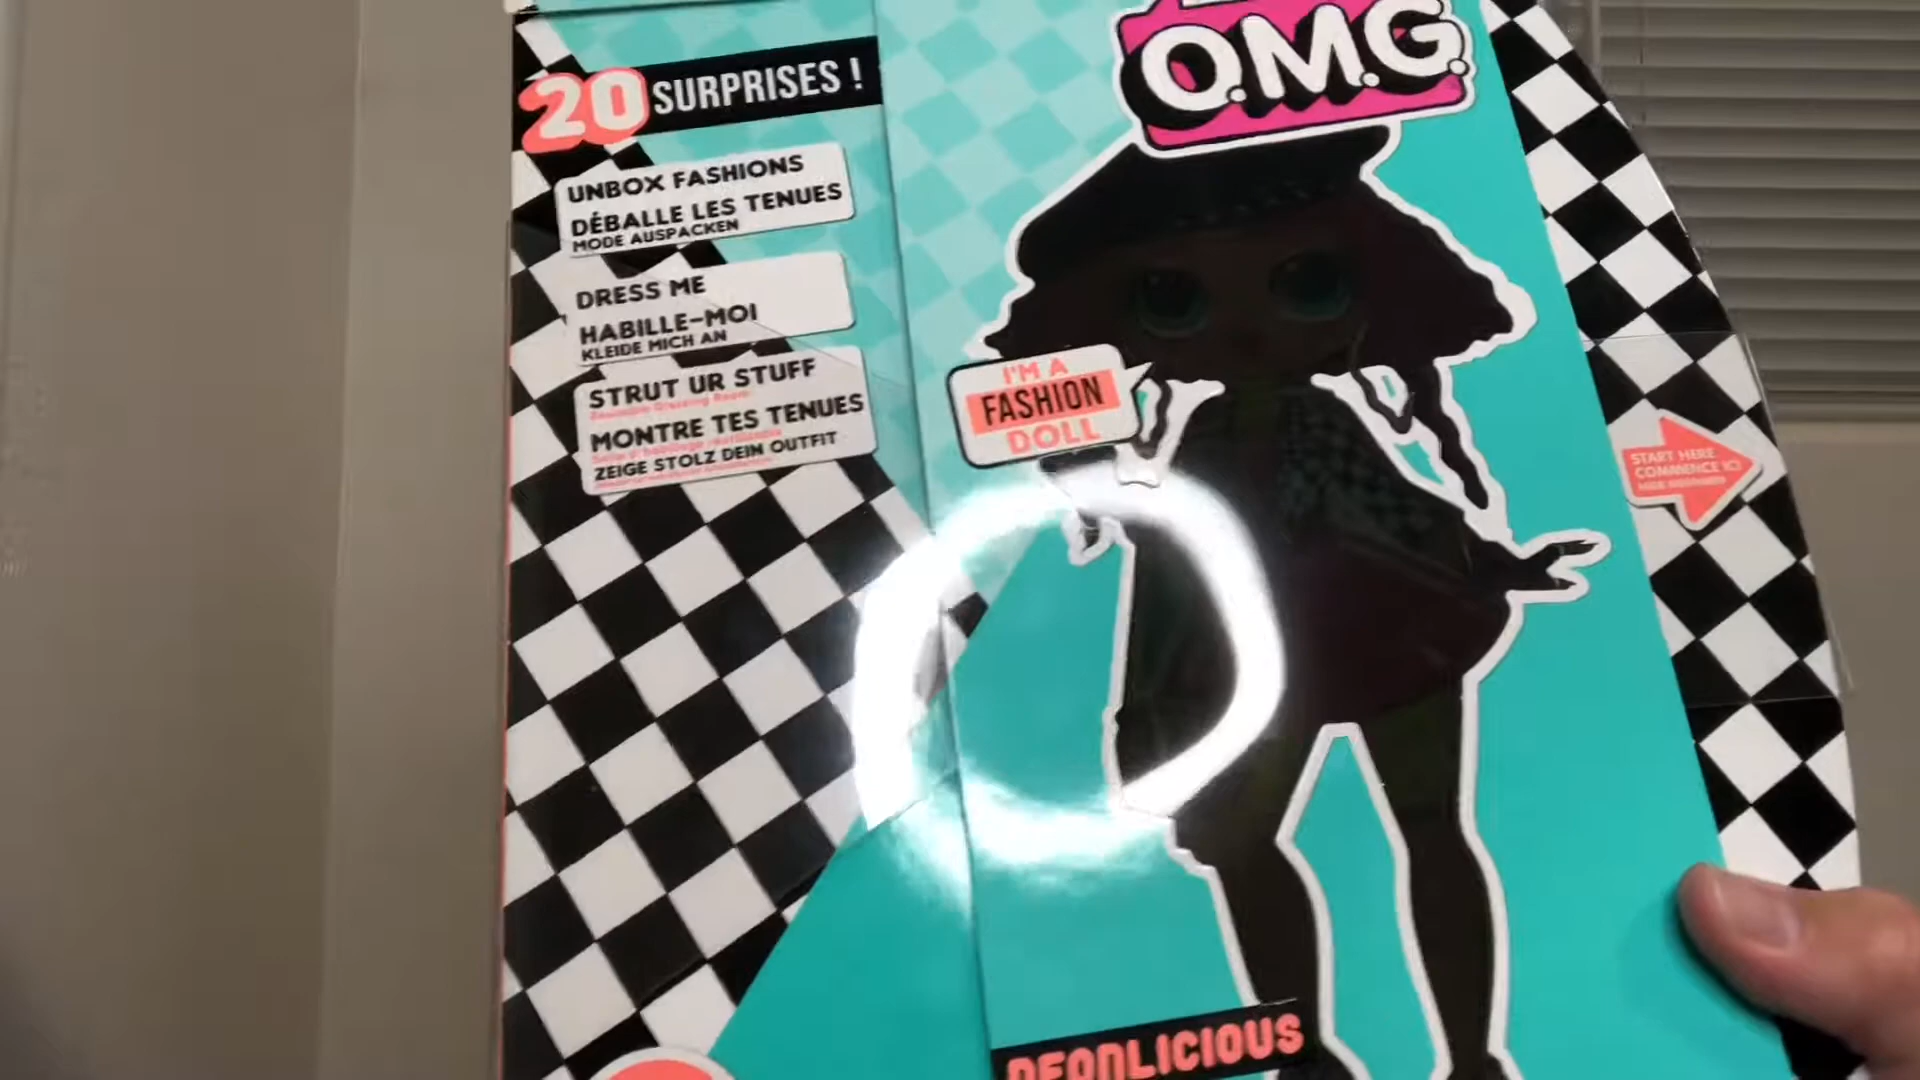 20 SURPRISES !
UNBOX FASHIONS
DÉBALLE LES TENUES
MODE AUSPACKEN
DRESS ME
HABILLE-MOI
KLEIDE MICH AN
STRUT UR STUFF
MONTRE TES TENUES
ZEIGE STOLZ DEIN OUTFIT
O.M.G.
I'M A
FASHION
DOLL
START HERE
COMMENCE ICI
NEONLICIOUS